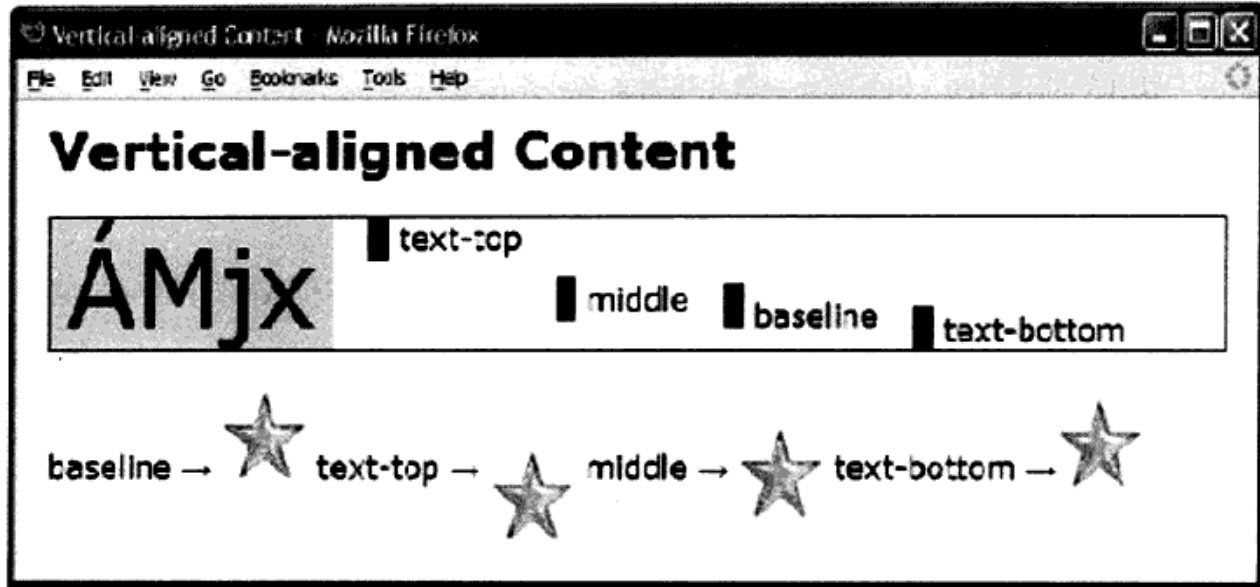 Vertical-aligned Content - Mozilla Firefox
File Edit View Go Bookmarks Tools Help
Vertical-aligned Content
ÁMjx text-top middle baseline text-bottom
baseline → text-top → middle → text-bottom →